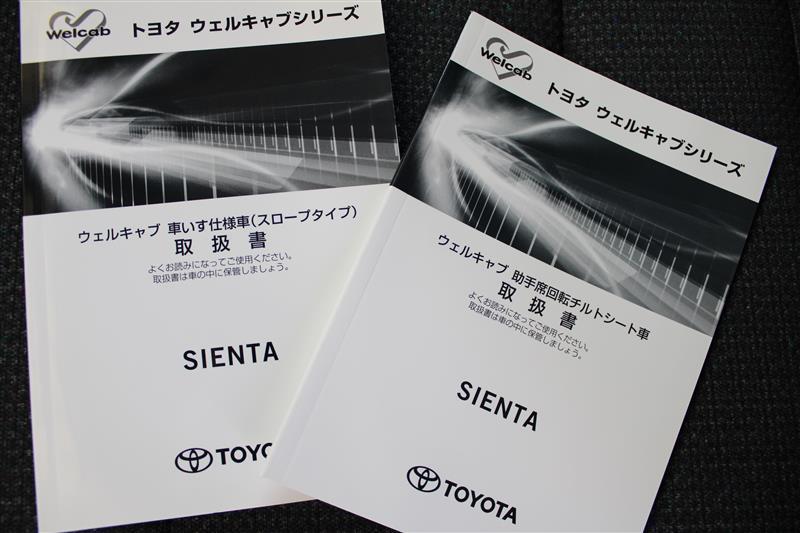 Welcab
トヨタ ウェルキャブシリーズ
ウェルキャブ 車いす仕様車(スロープタイプ)
取扱書
よくお読みになってご使用ください。
取扱書は車の中に保管しましょう。
SIENTA
TOYO
Welcab
トヨタ ウェルキャブシリーズ
ウェルキャブ 助手席回転チルトシート車
取扱書
よくお読みになってご使用ください。
取扱書は車の中に保管しましょう。
SIENTA
TOYOTA